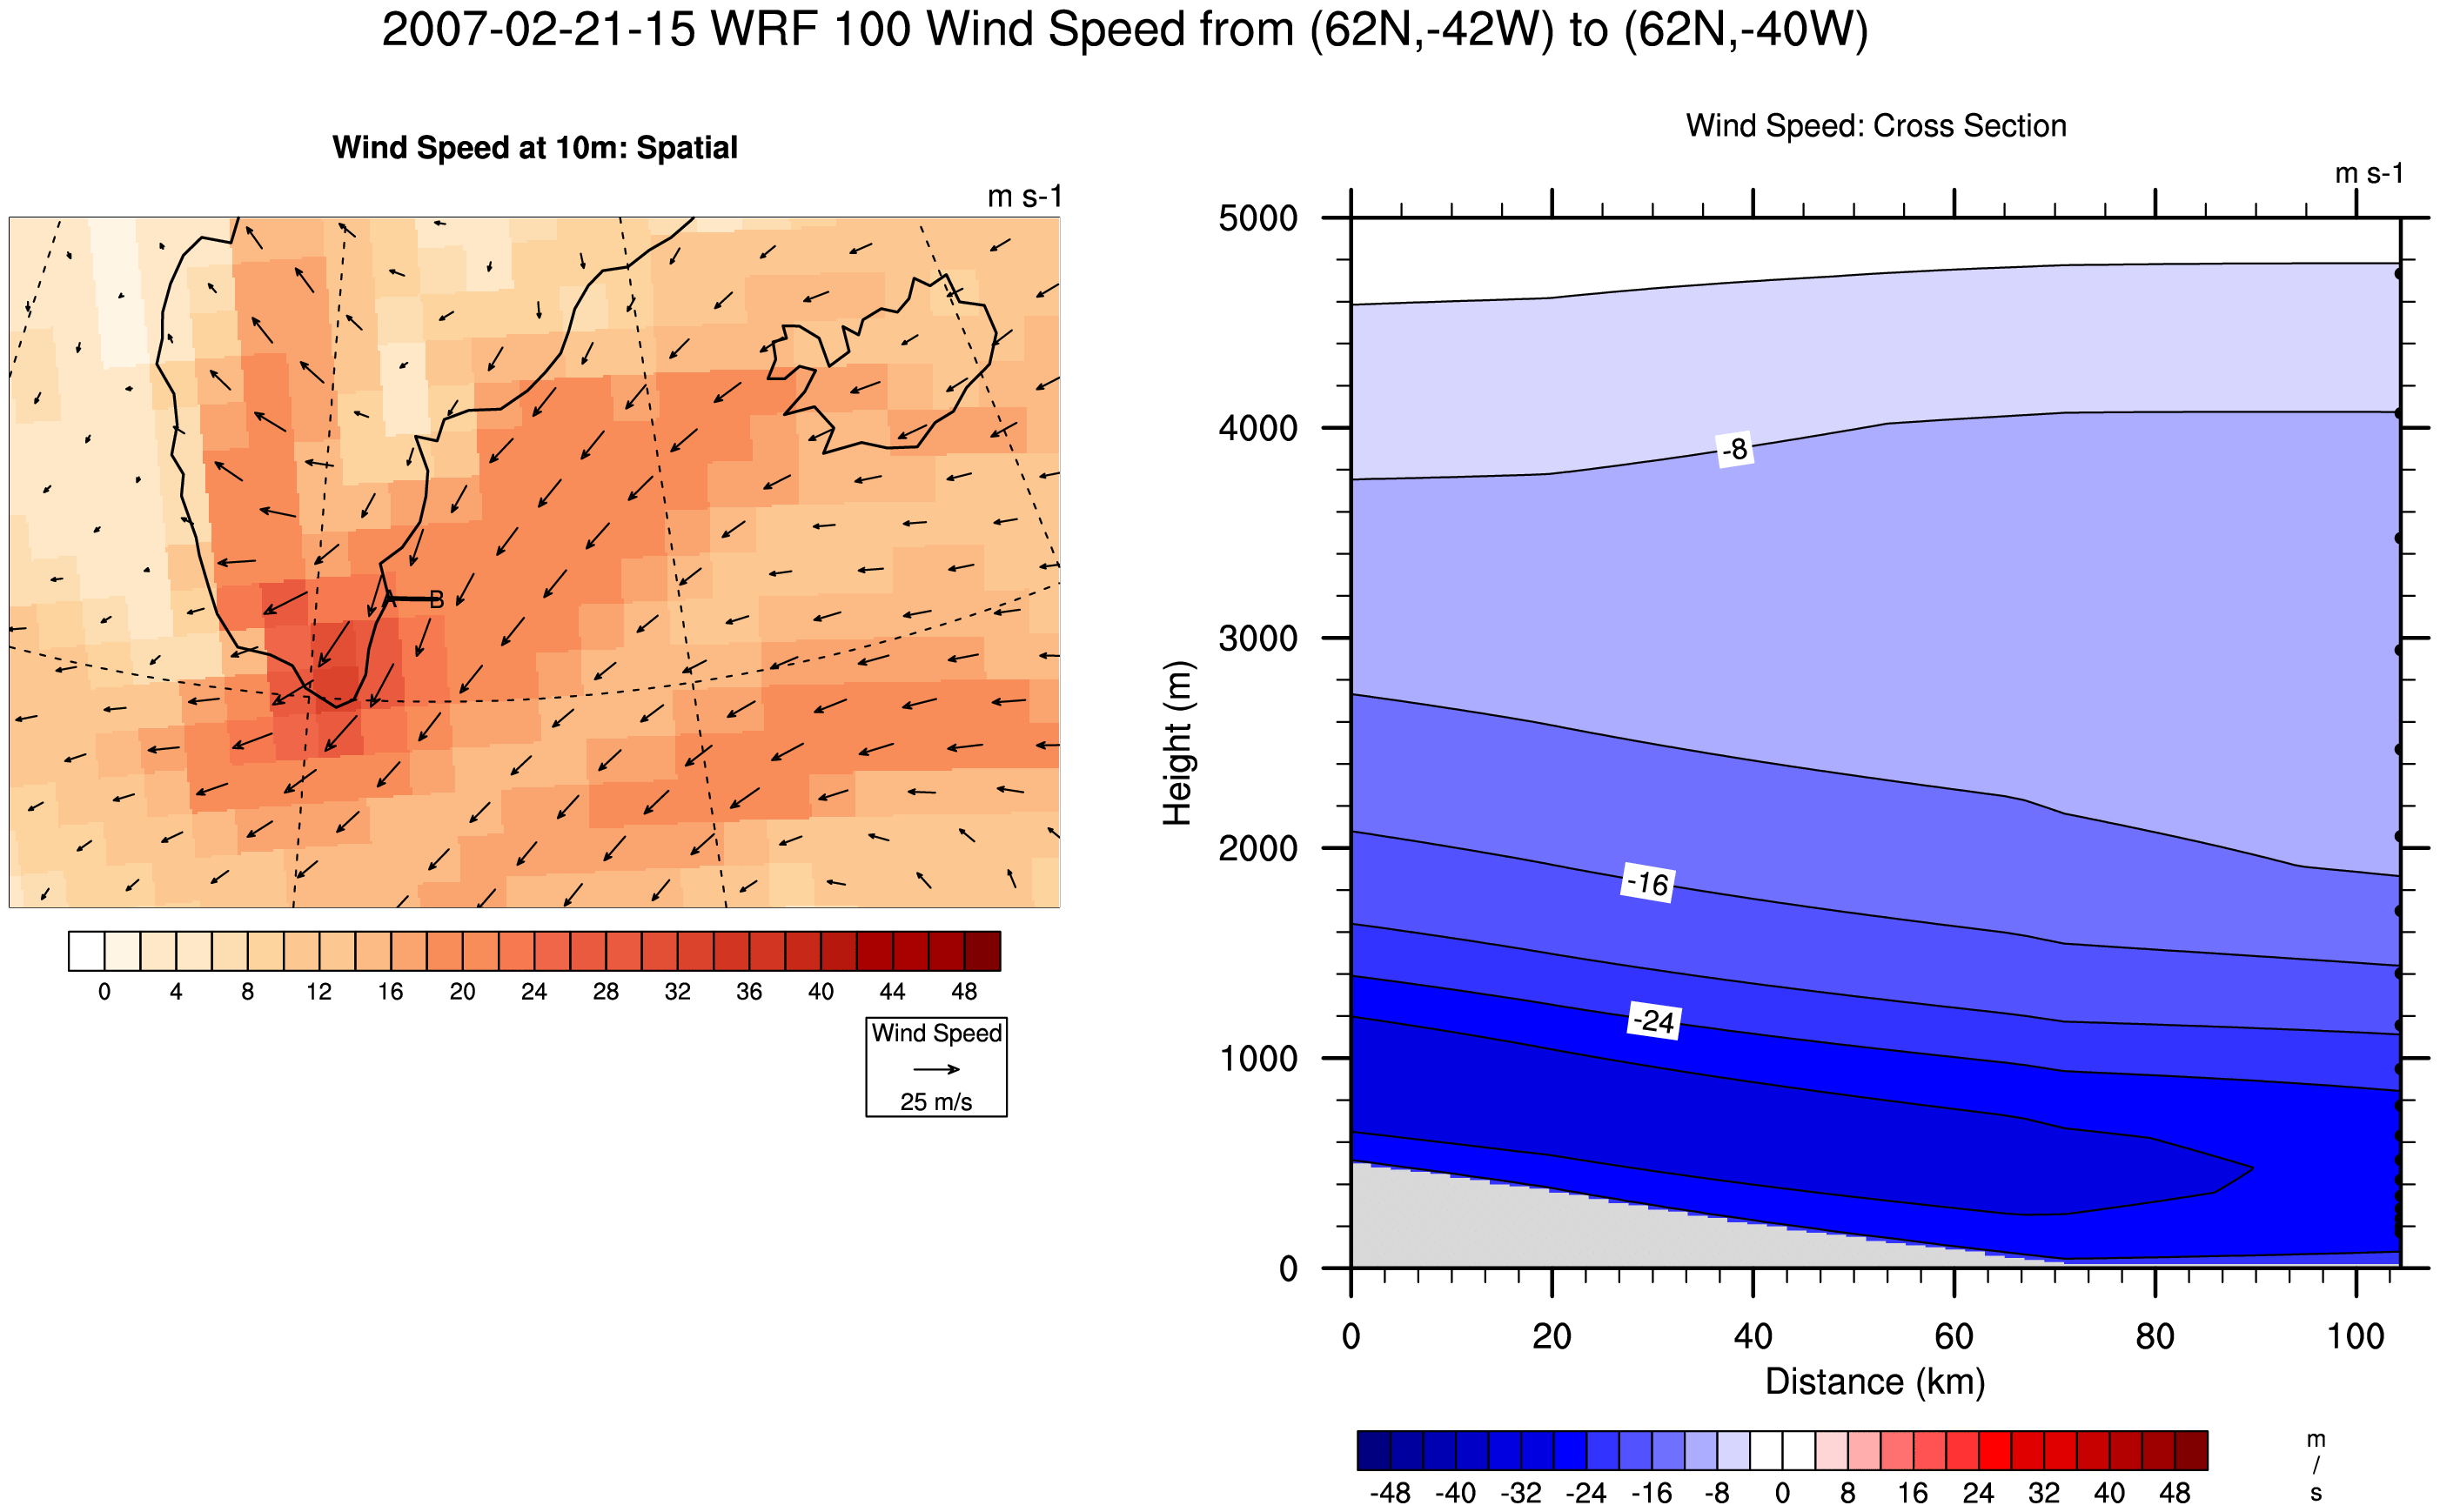 2007-02-21-15 WRF 100 Wind Speed from (62N,-42W) to (62N,-40W)
Wind Speed at 10m: Spatial
m s-1
A B
0 4 8 12 16 20 24 28 32 36 40 44 48
Wind Speed
25 m/s
Wind Speed: Cross Section
m s-1
5000
4000
3000
2000
1000
0
Height (m)
-8
-16
-24
0 20 40 60 80 100
Distance (km)
-48 -40 -32 -24 -16 -8 0 8 16 24 32 40 48
m
/
s